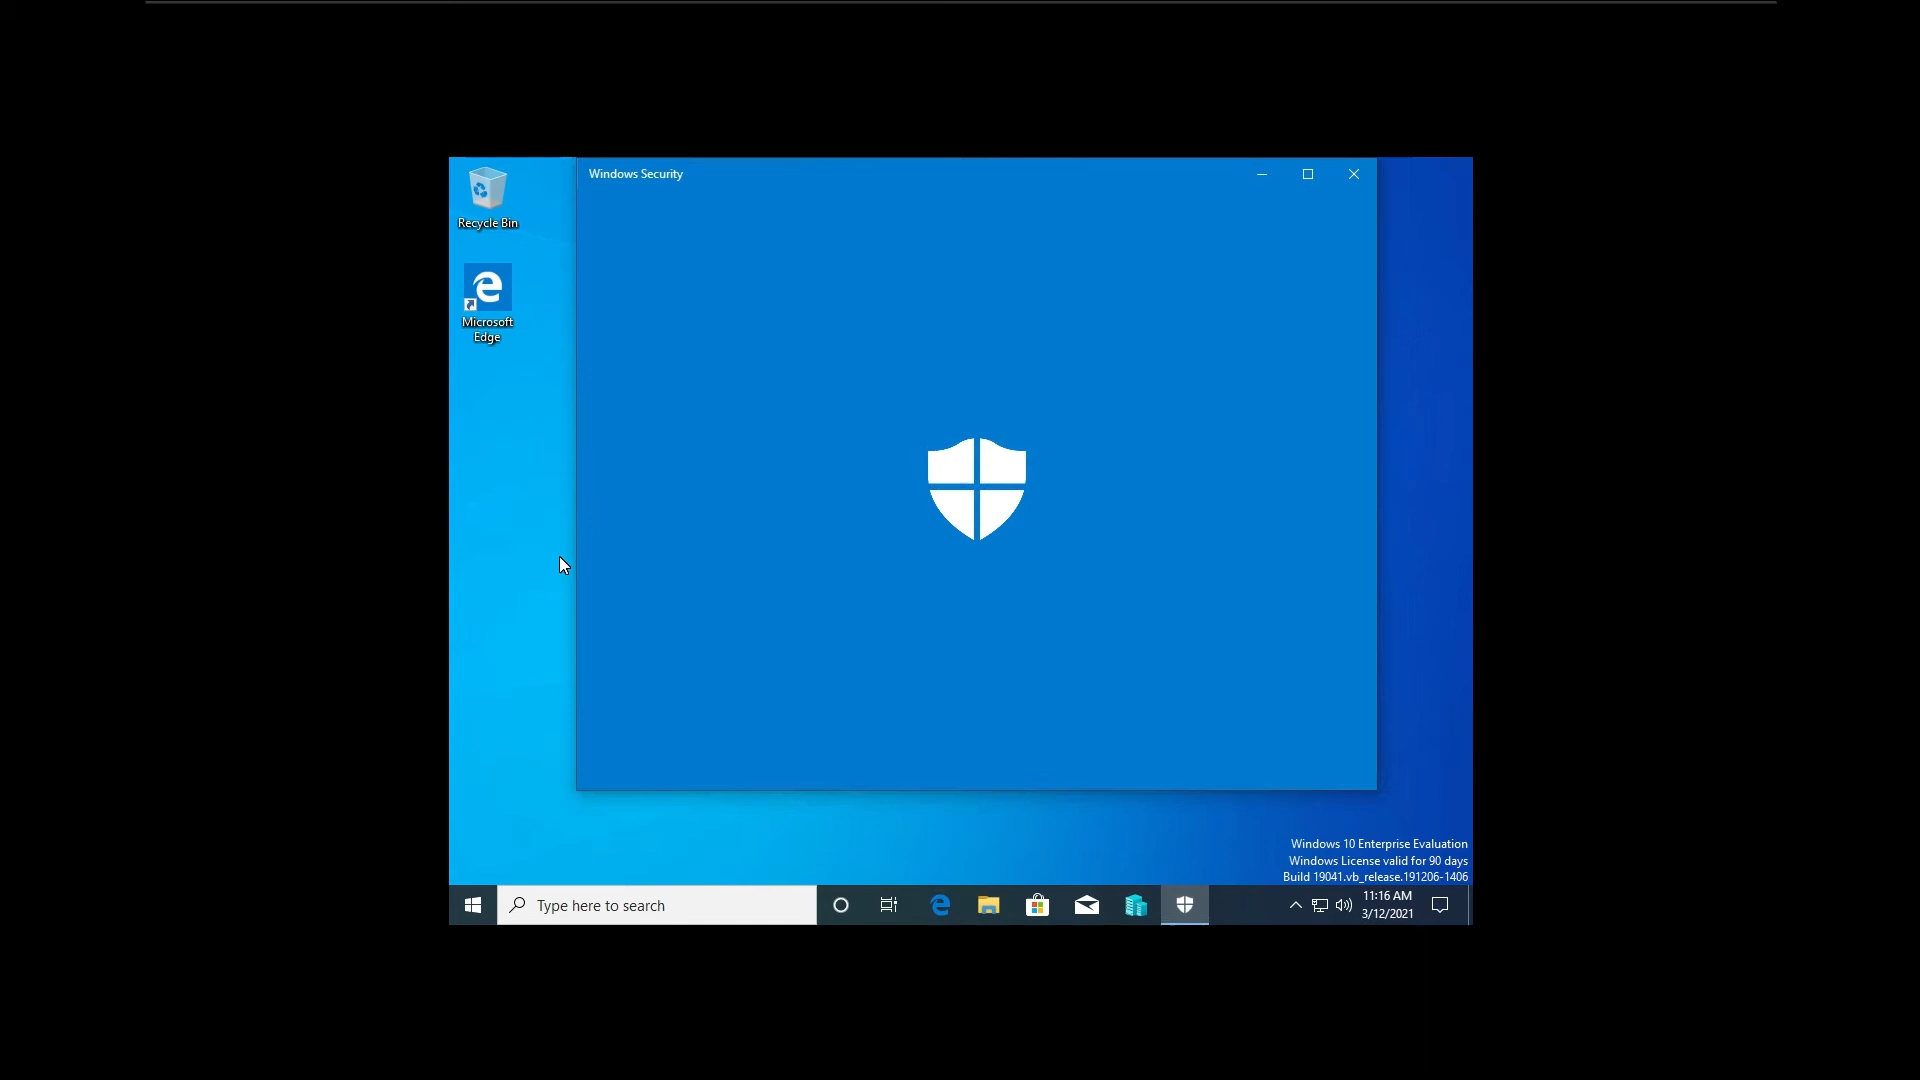 Windows Security
Recycle Bin
Microsoft
Edge
Windows 10 Enterprise Evaluation
Windows License valid for 90 days
Build 19041.vb_release.191206-1406
Type here to search
11:16 AM
3/12/2021